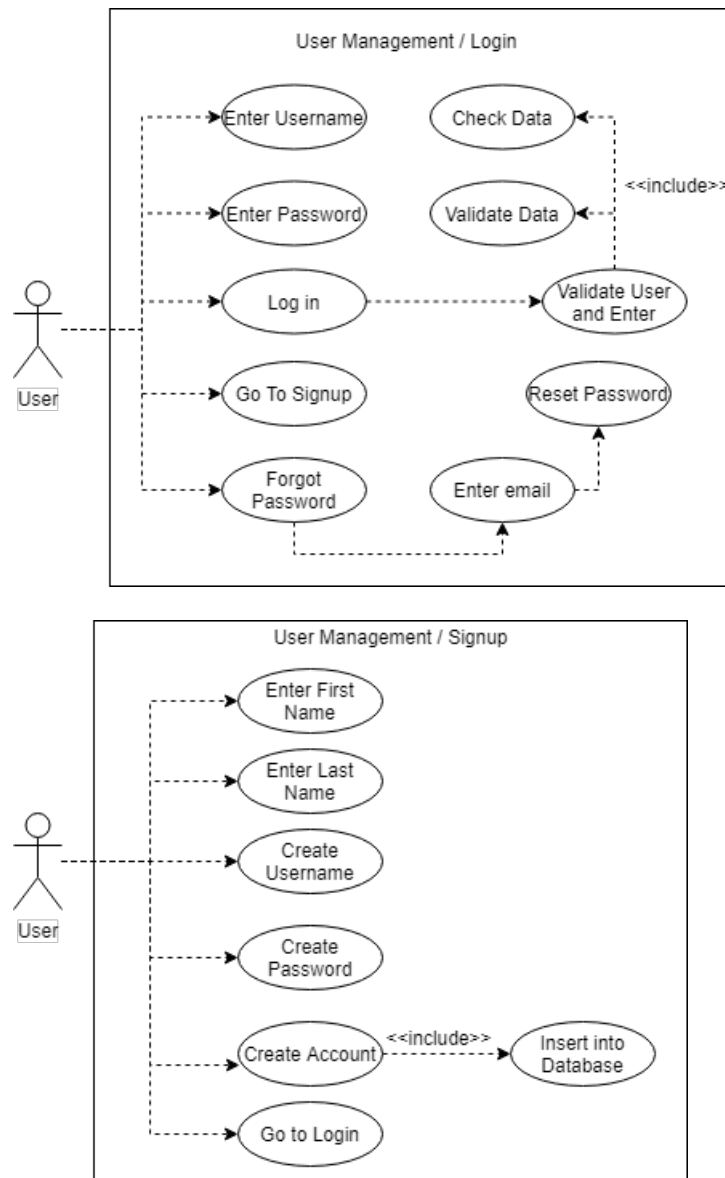 User Management / Login
Enter Username
Check Data
<<include>>
Enter Password
Validate Data
Log in
Validate User
and Enter
User
Go To Signup
Reset Password
Forgot
Password
Enter email
User Management / Signup
Enter First
Name
Enter Last
Name
Create
Username
User
Create
Password
<<include>>
Create Account
Insert into
Database
Go to Login